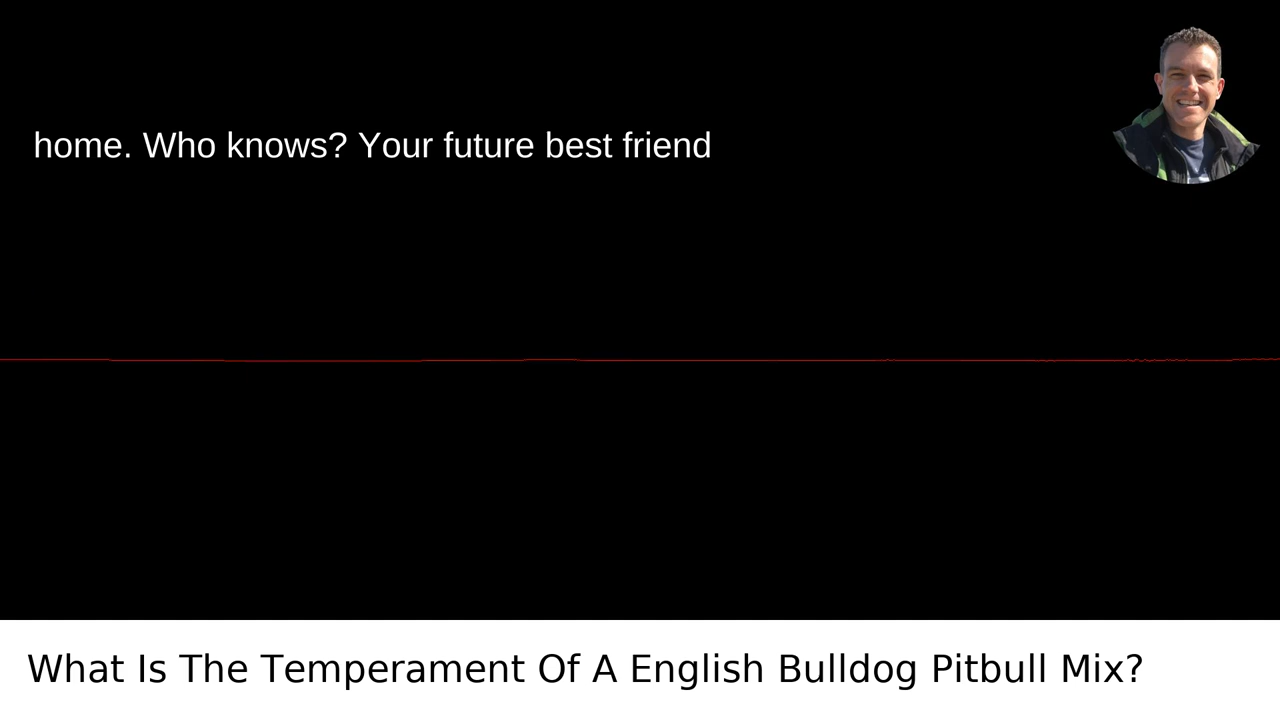 home. Who knows? Your future best friend
What Is The Temperament Of A English Bulldog Pitbull Mix?